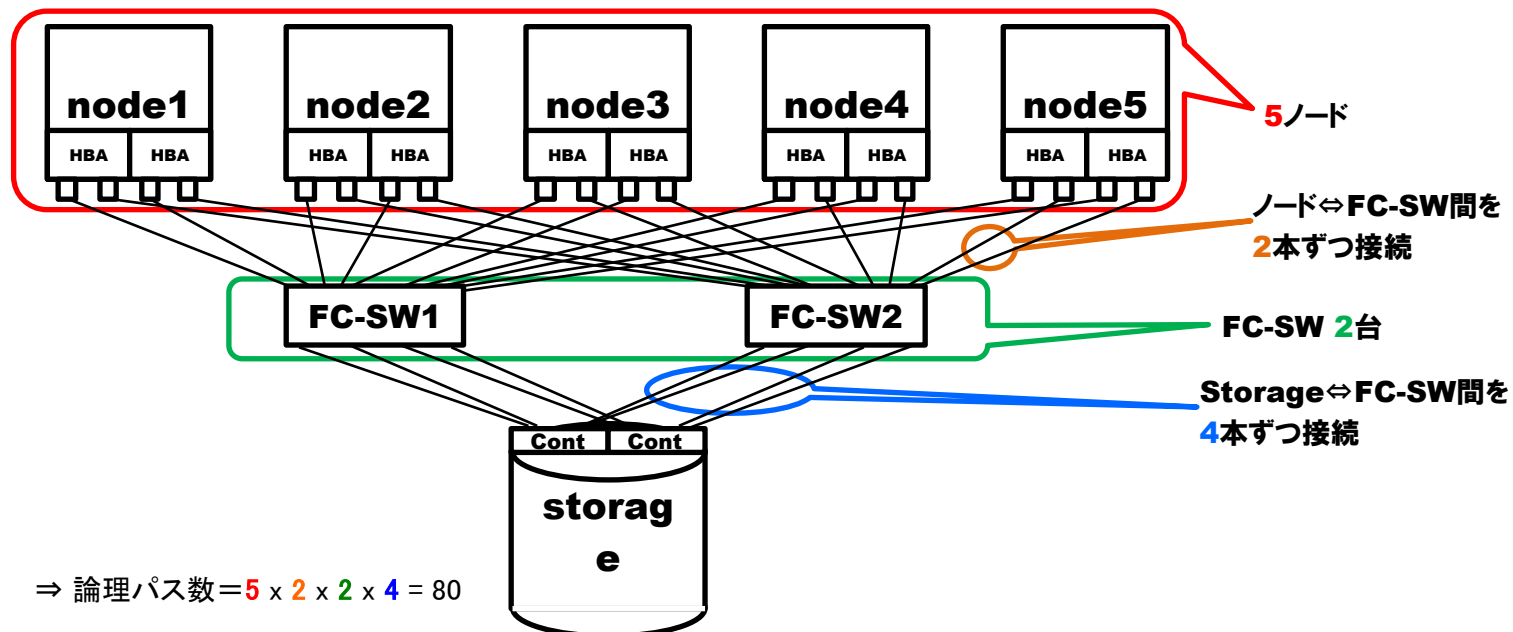 node1
node2
node3
node4
node5
HBA
HBA
HBA
HBA
HBA
HBA
HBA
HBA
HBA
HBA
5ノード
ノード⇔FC-SW間を
2本ずつ接続
FC-SW1
FC-SW2
FC-SW 2台
Storage⇔FC-SW間を
4本ずつ接続
Cont
Cont
storag
e
⇒ 論理パス数＝5 x 2 x 2 x 4 = 80